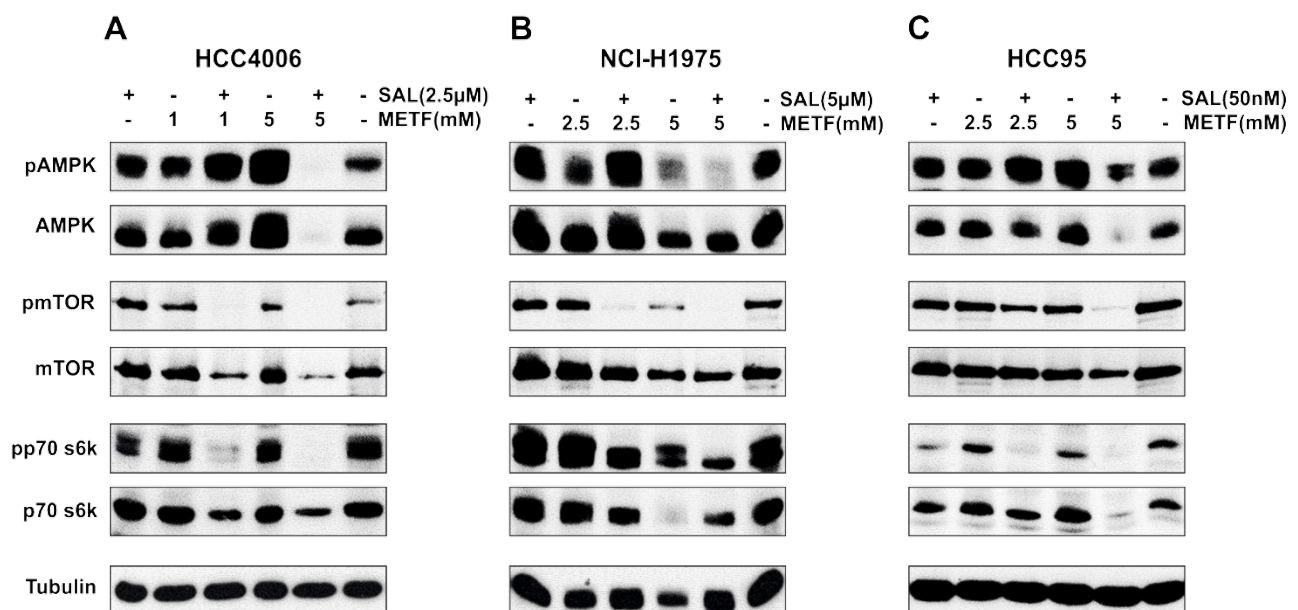 A B C
HCC4006 NCI-H1975 HCC95
+ - + - + - SAL(2.5µM) + - + - + - SAL(5µM) + - + - + - SAL(50nM)
- 1 1 5 5 - METF(mM) - 2.5 2.5 5 5 - METF(mM) - 2.5 2.5 5 5 - METF(mM)
pAMPK
AMPK
pmTOR
mTOR
pp70 s6k
p70 s6k
Tubulin